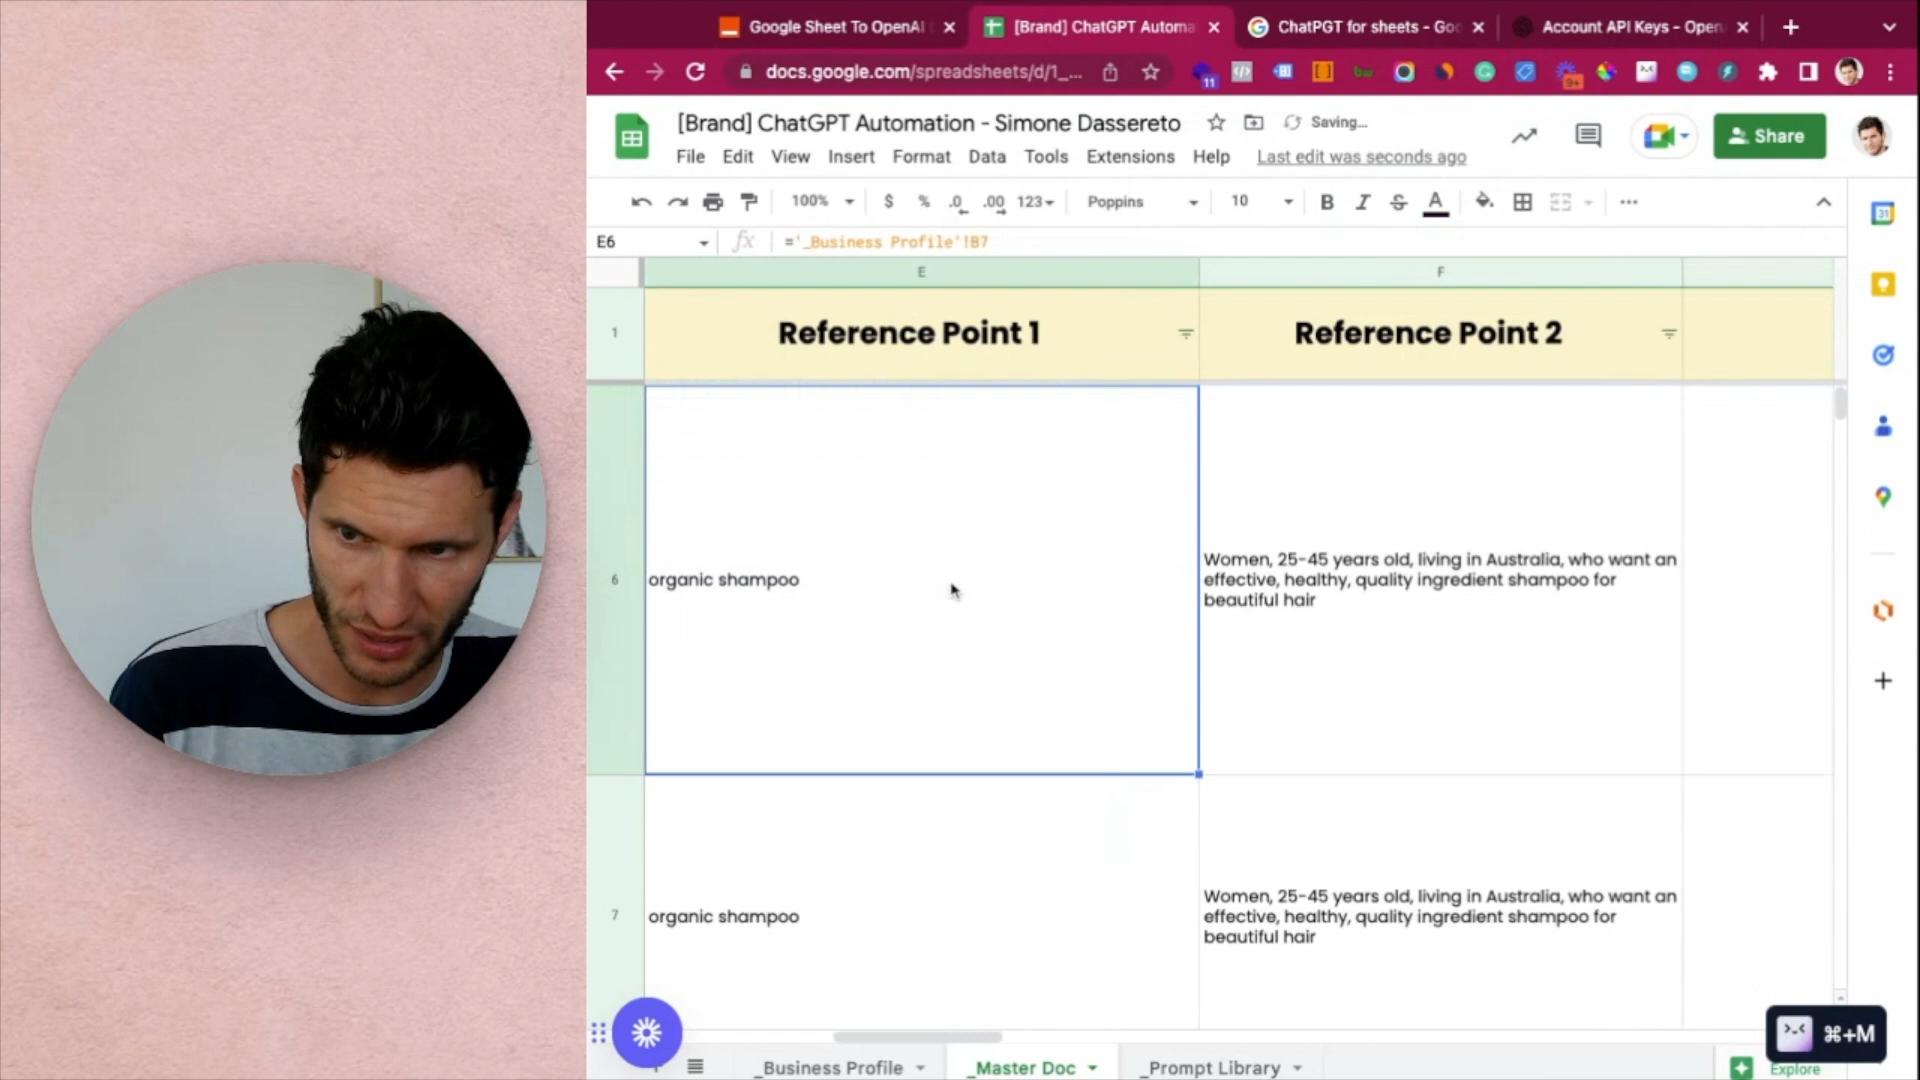 Google Sheet To OpenAI
[Brand] ChatGPT Automa
ChatPGT for sheets - Goo
Account API Keys - Open
docs.google.com/spreadsheets/d/1_...
11
9+
[Brand] ChatGPT Automation - Simone Dassereto
Saving...
File Edit View Insert Format Data Tools Extensions Help Last edit was seconds ago
Share
100% $ % .0 .00 123 Poppins 10 B I S A ...
E6 fx ='_Business Profile'!B7
31
E F
1 Reference Point 1 Reference Point 2
6 organic shampoo
Women, 25-45 years old, living in Australia, who want an
effective, healthy, quality ingredient shampoo for
beautiful hair
7 organic shampoo
Women, 25-45 years old, living in Australia, who want an
effective, healthy, quality ingredient shampoo for
beautiful hair
⌘+M
_Business Profile _Master Doc _Prompt Library Explore